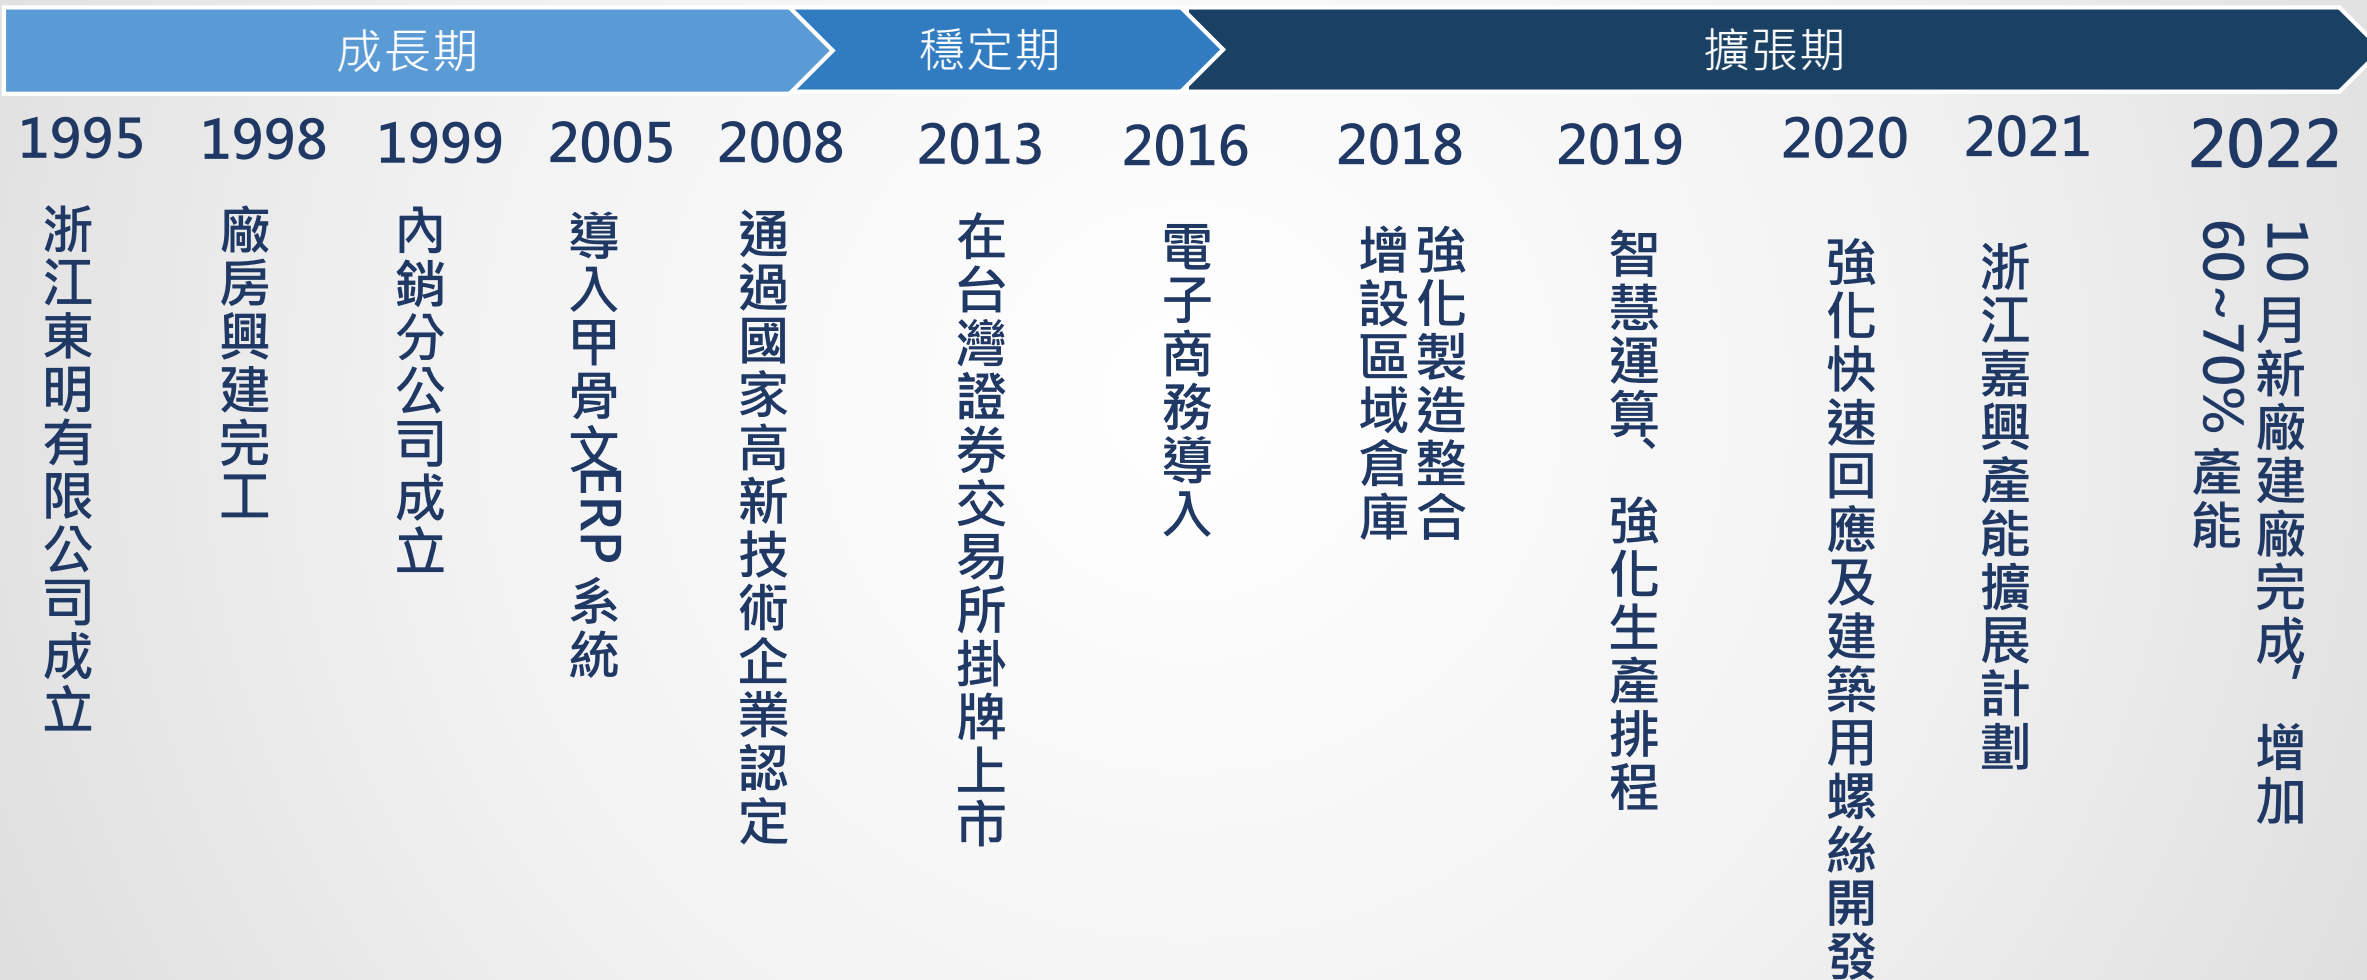 成長期
穩定期
擴張期
1995
浙江東明有限公司成立
1998
廠房興建完工
1999
內銷分公司成立
2005
導入甲骨文ERP 系統
2008
通過國家高新技術企業認定
2013
在台灣證券交易所掛牌上市
2016
電子商務導入
2018
強化製造整合
增設區域倉庫
2019
智慧運算、強化生產排程
2020
強化快速回應及建築用螺絲開發
2021
浙江嘉興產能擴展計劃
2022
10 月新廠建廠完成, 增加
60~70% 產能